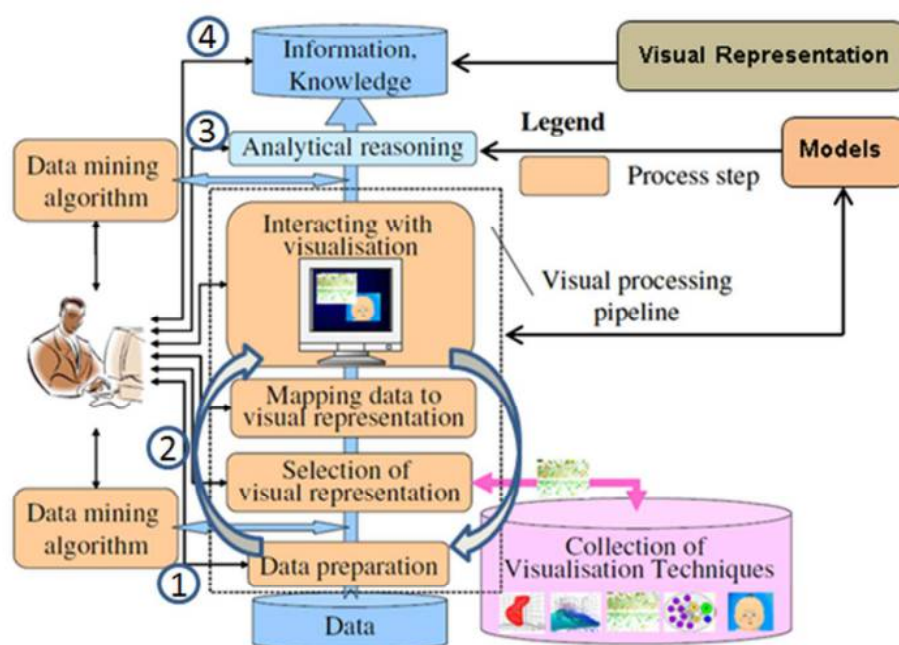 4
Information,
Knowledge
Visual Representation
3
Analytical reasoning
Legend
Models
Process step
Data mining
algorithm
Interacting with
visualisation
Visual processing
pipeline
Mapping data to
visual representation
2
Selection of
visual representation
Data mining
algorithm
Collection of
Visualisation Techniques
1
Data preparation
Data